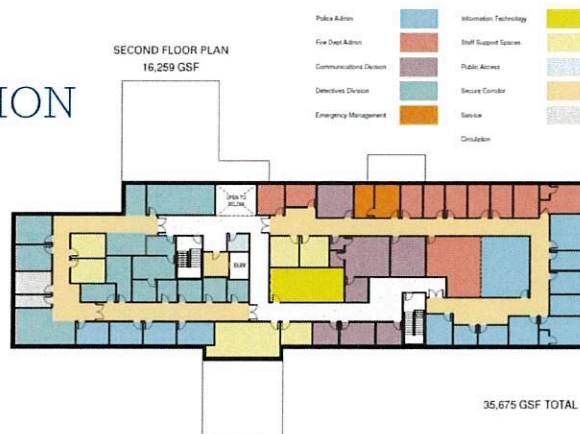 ION
SECOND FLOOR PLAN
16,259 GSF
Police Admin
Fire Dept Admin
Communications Division
Detectives Division
Emergency Management
Information Technology
Staff Support Spaces
Public Access
Secure Corridor
Service
Circulation
OPEN TO
BELOW
ELEV
35,675 GSF TOTAL